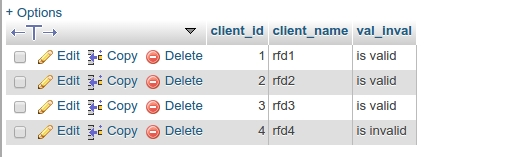 + Options
←T→ client_id client_name val_inval
Edit Copy Delete 1 rfd1 is valid
Edit Copy Delete 2 rfd2 is valid
Edit Copy Delete 3 rfd3 is valid
Edit Copy Delete 4 rfd4 is invalid